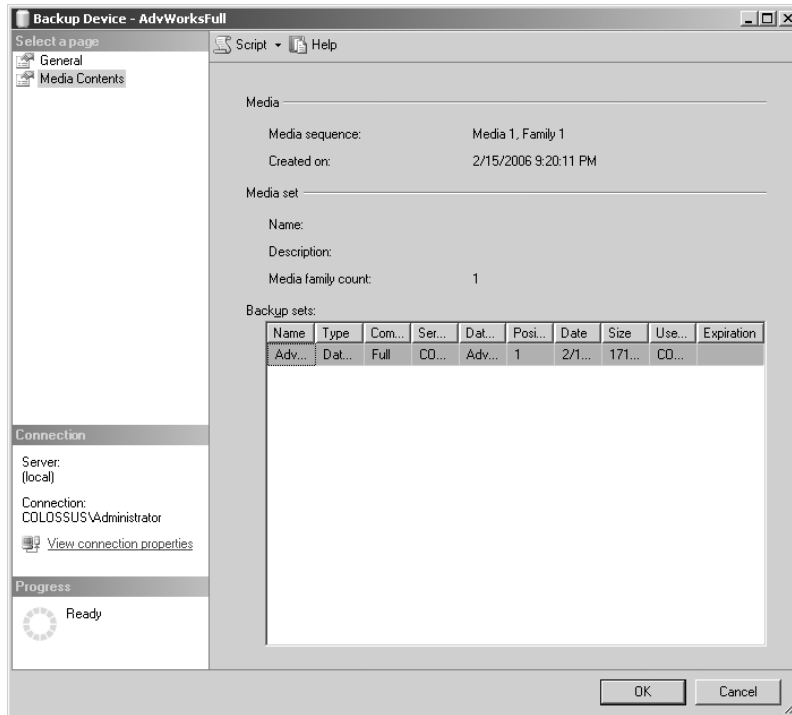 Backup Device - AdvWorksFull
Select a page
General
Media Contents
Script
Help
Media
Media sequence: Media 1, Family 1
Created on: 2/15/2006 9:20:11 PM
Media set
Name:
Description:
Media family count: 1
Backup sets:
Name Type Com... Ser... Dat... Posi... Date Size Use... Expiration
Adv... Dat... Full CO... Adv... 1 2/1... 171... CO...
Connection
Server:
(local)
Connection:
COLOSSUS\Administrator
View connection properties
Progress
Ready
OK Cancel